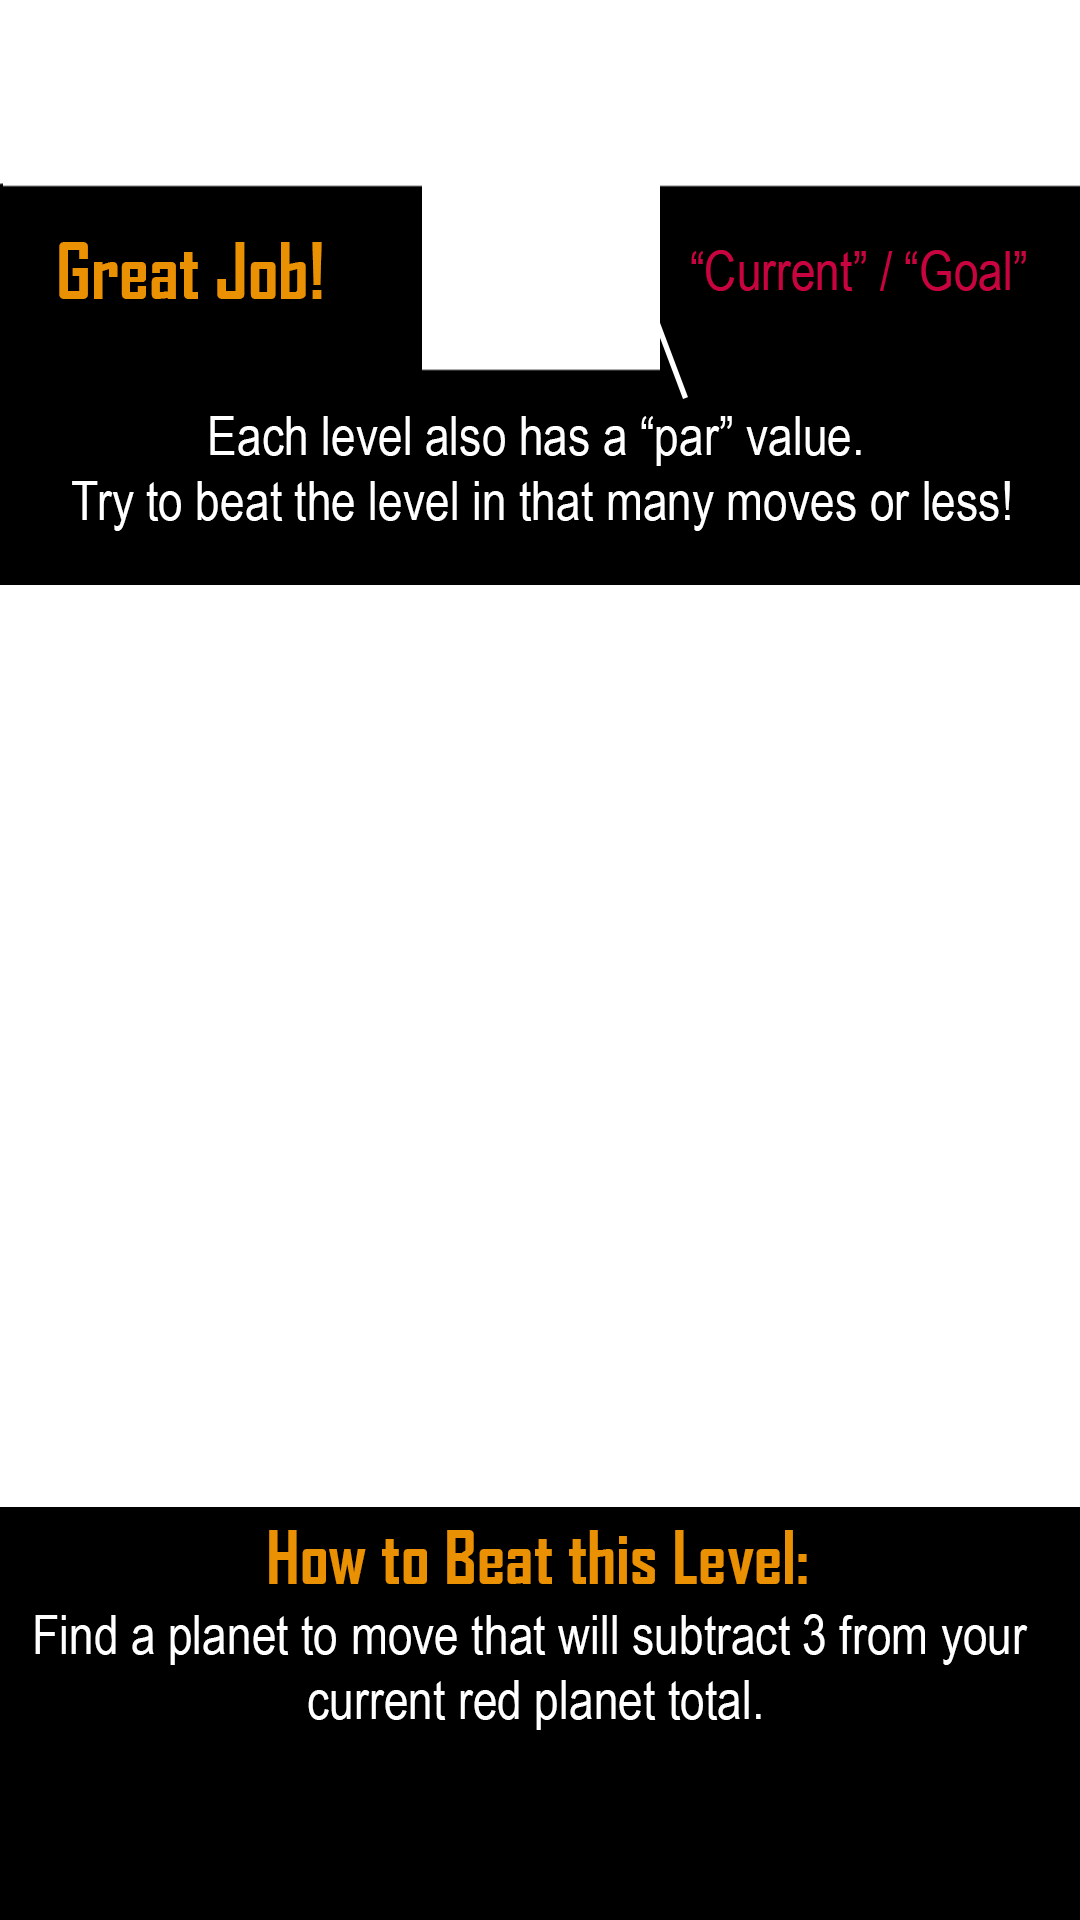 Great Job!
“Current” / “Goal”
Each level also has a “par” value.
Try to beat the level in that many moves or less!
How to Beat this Level:
Find a planet to move that will subtract 3 from your
current red planet total.